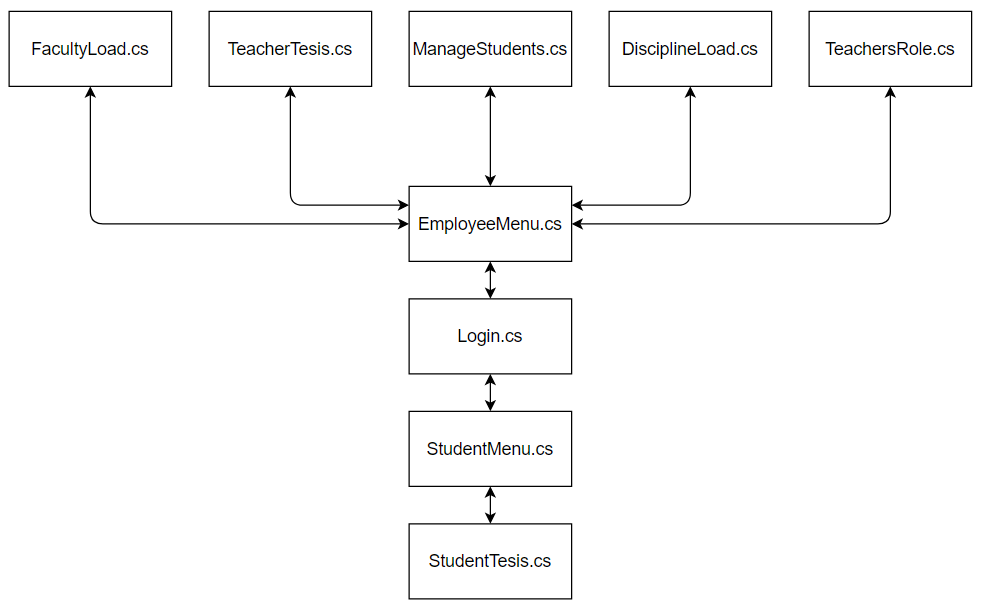 FacultyLoad.cs
TeacherTesis.cs
ManageStudents.cs
DisciplineLoad.cs
TeachersRole.cs
EmployeeMenu.cs
Login.cs
StudentMenu.cs
StudentTesis.cs